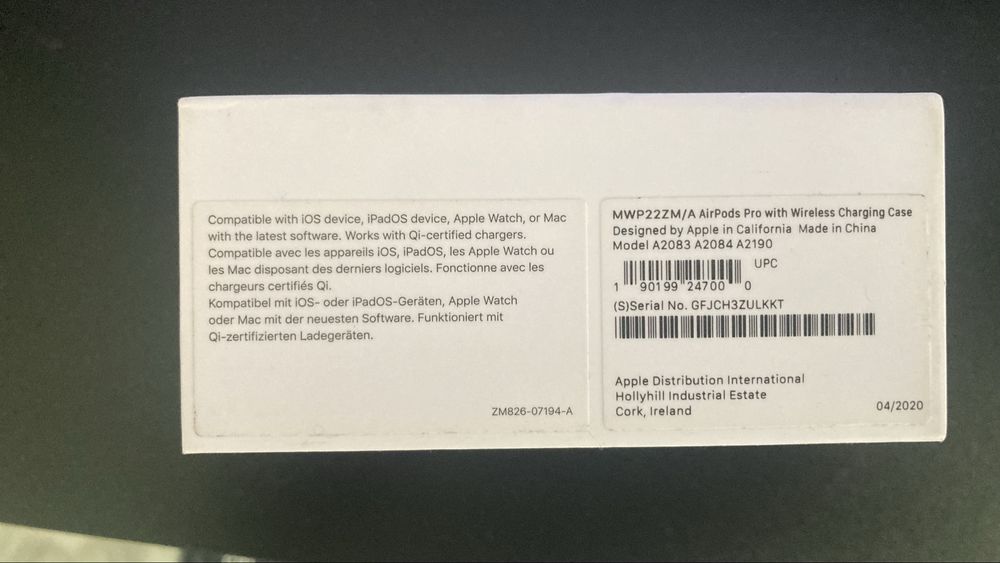 Compatible with iOS device, iPadOS device, Apple Watch, or Mac
with the latest software. Works with Qi-certified chargers.
Compatible avec les appareils iOS, iPadOS, les Apple Watch ou
les Mac disposant des derniers logiciels. Fonctionne avec les
chargeurs certifiés Qi.
Kompatibel mit iOS- oder iPadOS-Geräten, Apple Watch
oder Mac mit der neuesten Software. Funktioniert mit
Qi-zertifizierten Ladegeräten.
ZM826-07194-A
MWP22ZM/A AirPods Pro with Wireless Charging Case
Designed by Apple in California Made in China
Model A2083 A2084 A2190
UPC
1 90199 24700 0
(S)Serial No. GFJCH3ZULKKT
Apple Distribution International
Hollyhill Industrial Estate
Cork, Ireland
04/2020